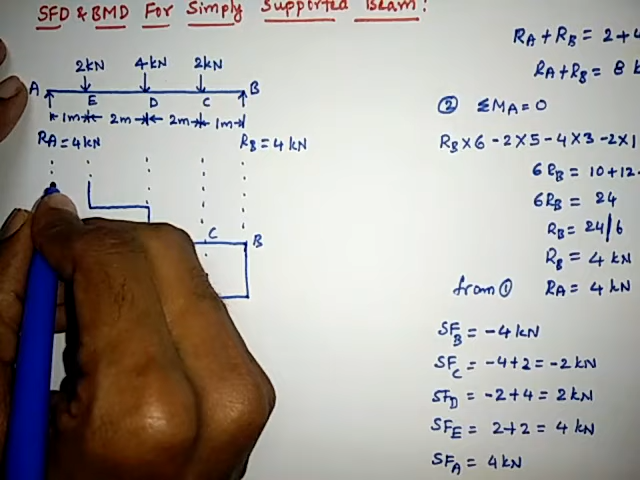 SFD & BMD For Simply Supported Beam:
2kN 4kN 2kN
A B
E D C
1m 2m 2m 1m
RA = 4kN RB = 4 kN
C B
RA + RB = 2+4
RA + RB = 8 k
② ΣMA = 0
RB×6 - 2×5 - 4×3 - 2×1
6RB = 10+12
6RB = 24
RB = 24/6
RB = 4 kN
from ① RA = 4 kN
SFB = -4kN
SFC = -4+2 = -2 kN
SFD = -2+4 = 2kN
SFE = 2+2 = 4 kN
SFA = 4kN